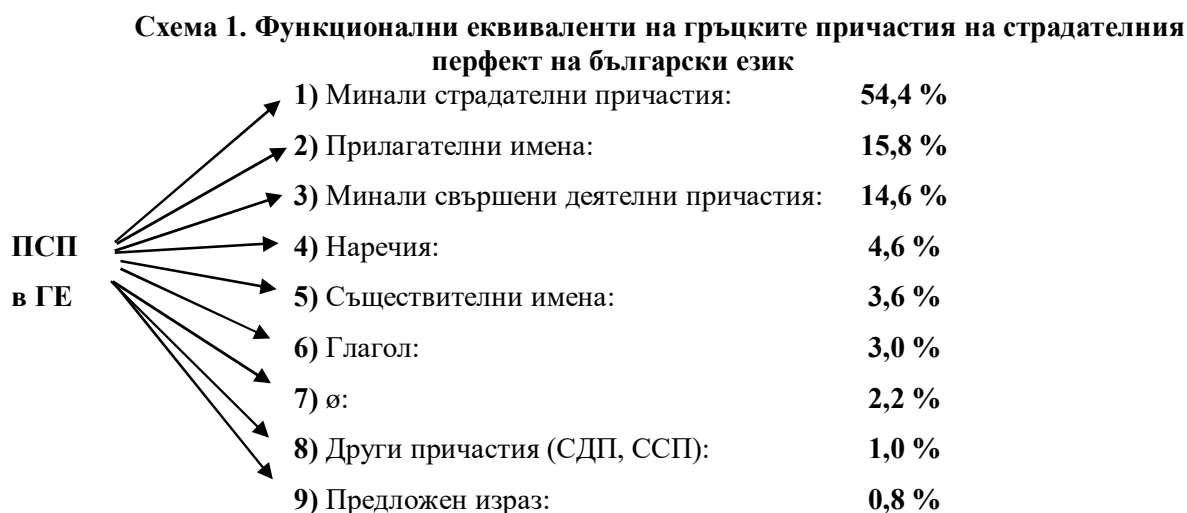 Схема 1. Функционални еквиваленти на гръцките причастия на страдателния
перфект на български език
1) Минали страдателни причастия: 54,4 %
2) Прилагателни имена: 15,8 %
3) Минали свършени деятелни причастия: 14,6 %
ПСП
4) Наречия: 4,6 %
в ГЕ
5) Съществителни имена: 3,6 %
6) Глагол: 3,0 %
7) ø: 2,2 %
8) Други причастия (СДП, ССП): 1,0 %
9) Предложен израз: 0,8 %